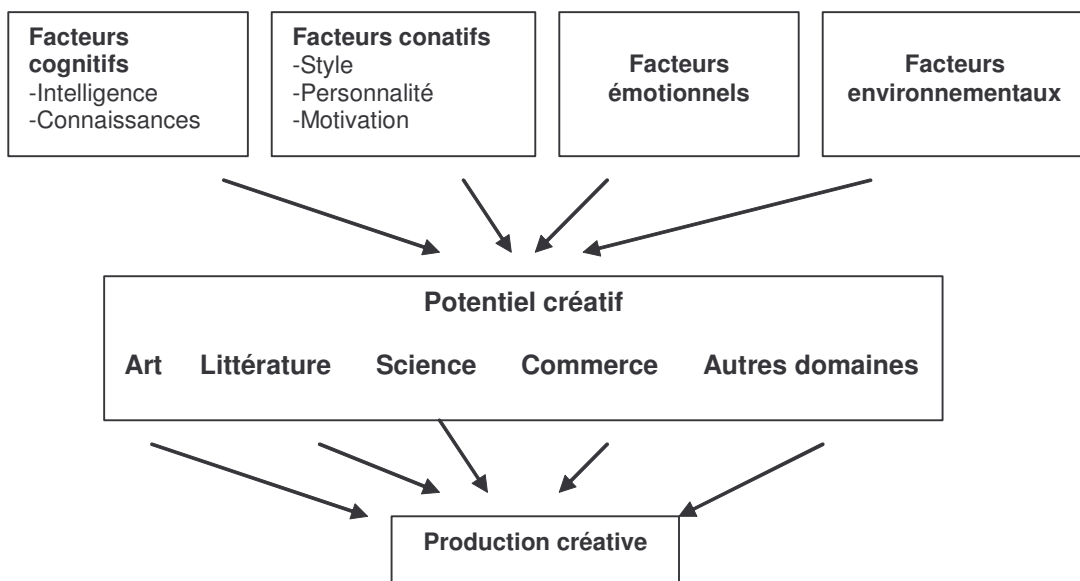 Facteurs
cognitifs
-Intelligence
-Connaissances
Facteurs conatifs
-Style
-Personnalité
-Motivation
Facteurs
émotionnels
Facteurs
environnementaux
Potentiel créatif
Art Littérature Science Commerce Autres domaines
Production créative